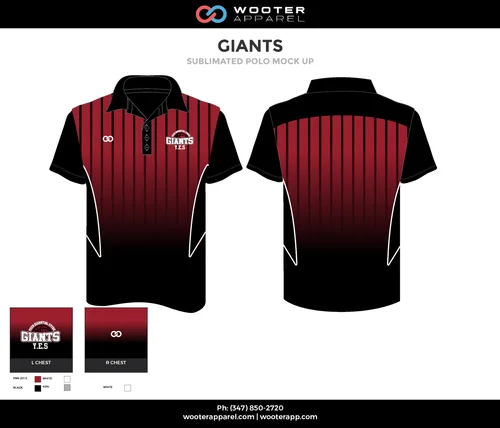 WOOTER
APPAREL
GIANTS
SUBLIMATED POLO MOCK UP
GIANTS
Y.E.S
GIANTS
Y.E.S
L CHEST
R CHEST
WHITE
BLACK
WHITE
Ph: (347) 850-2720
wooterapparel.com | wooterapp.com